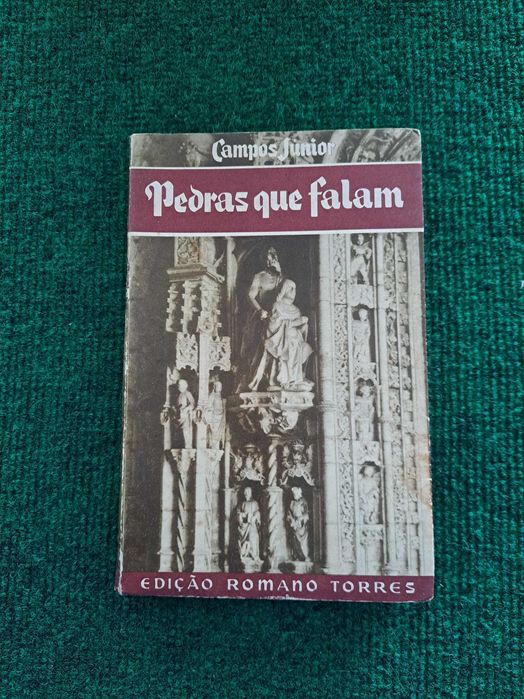 Campos Júnior
Pedras que falam
EDIÇÃO ROMANO TORRES